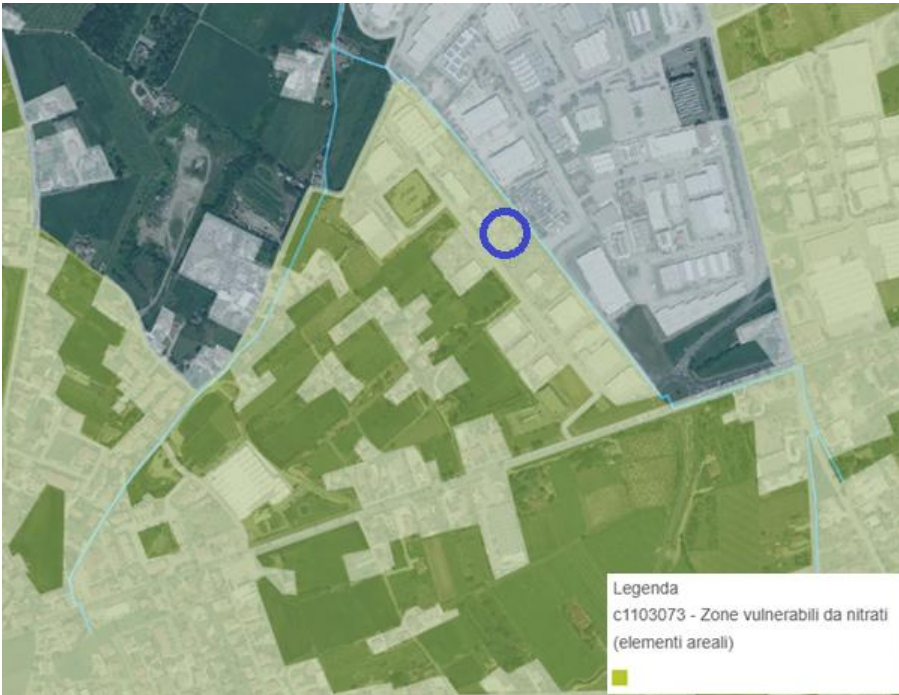 Legenda
c1103073 - Zone vulnerabili da nitrati
(elementi areali)